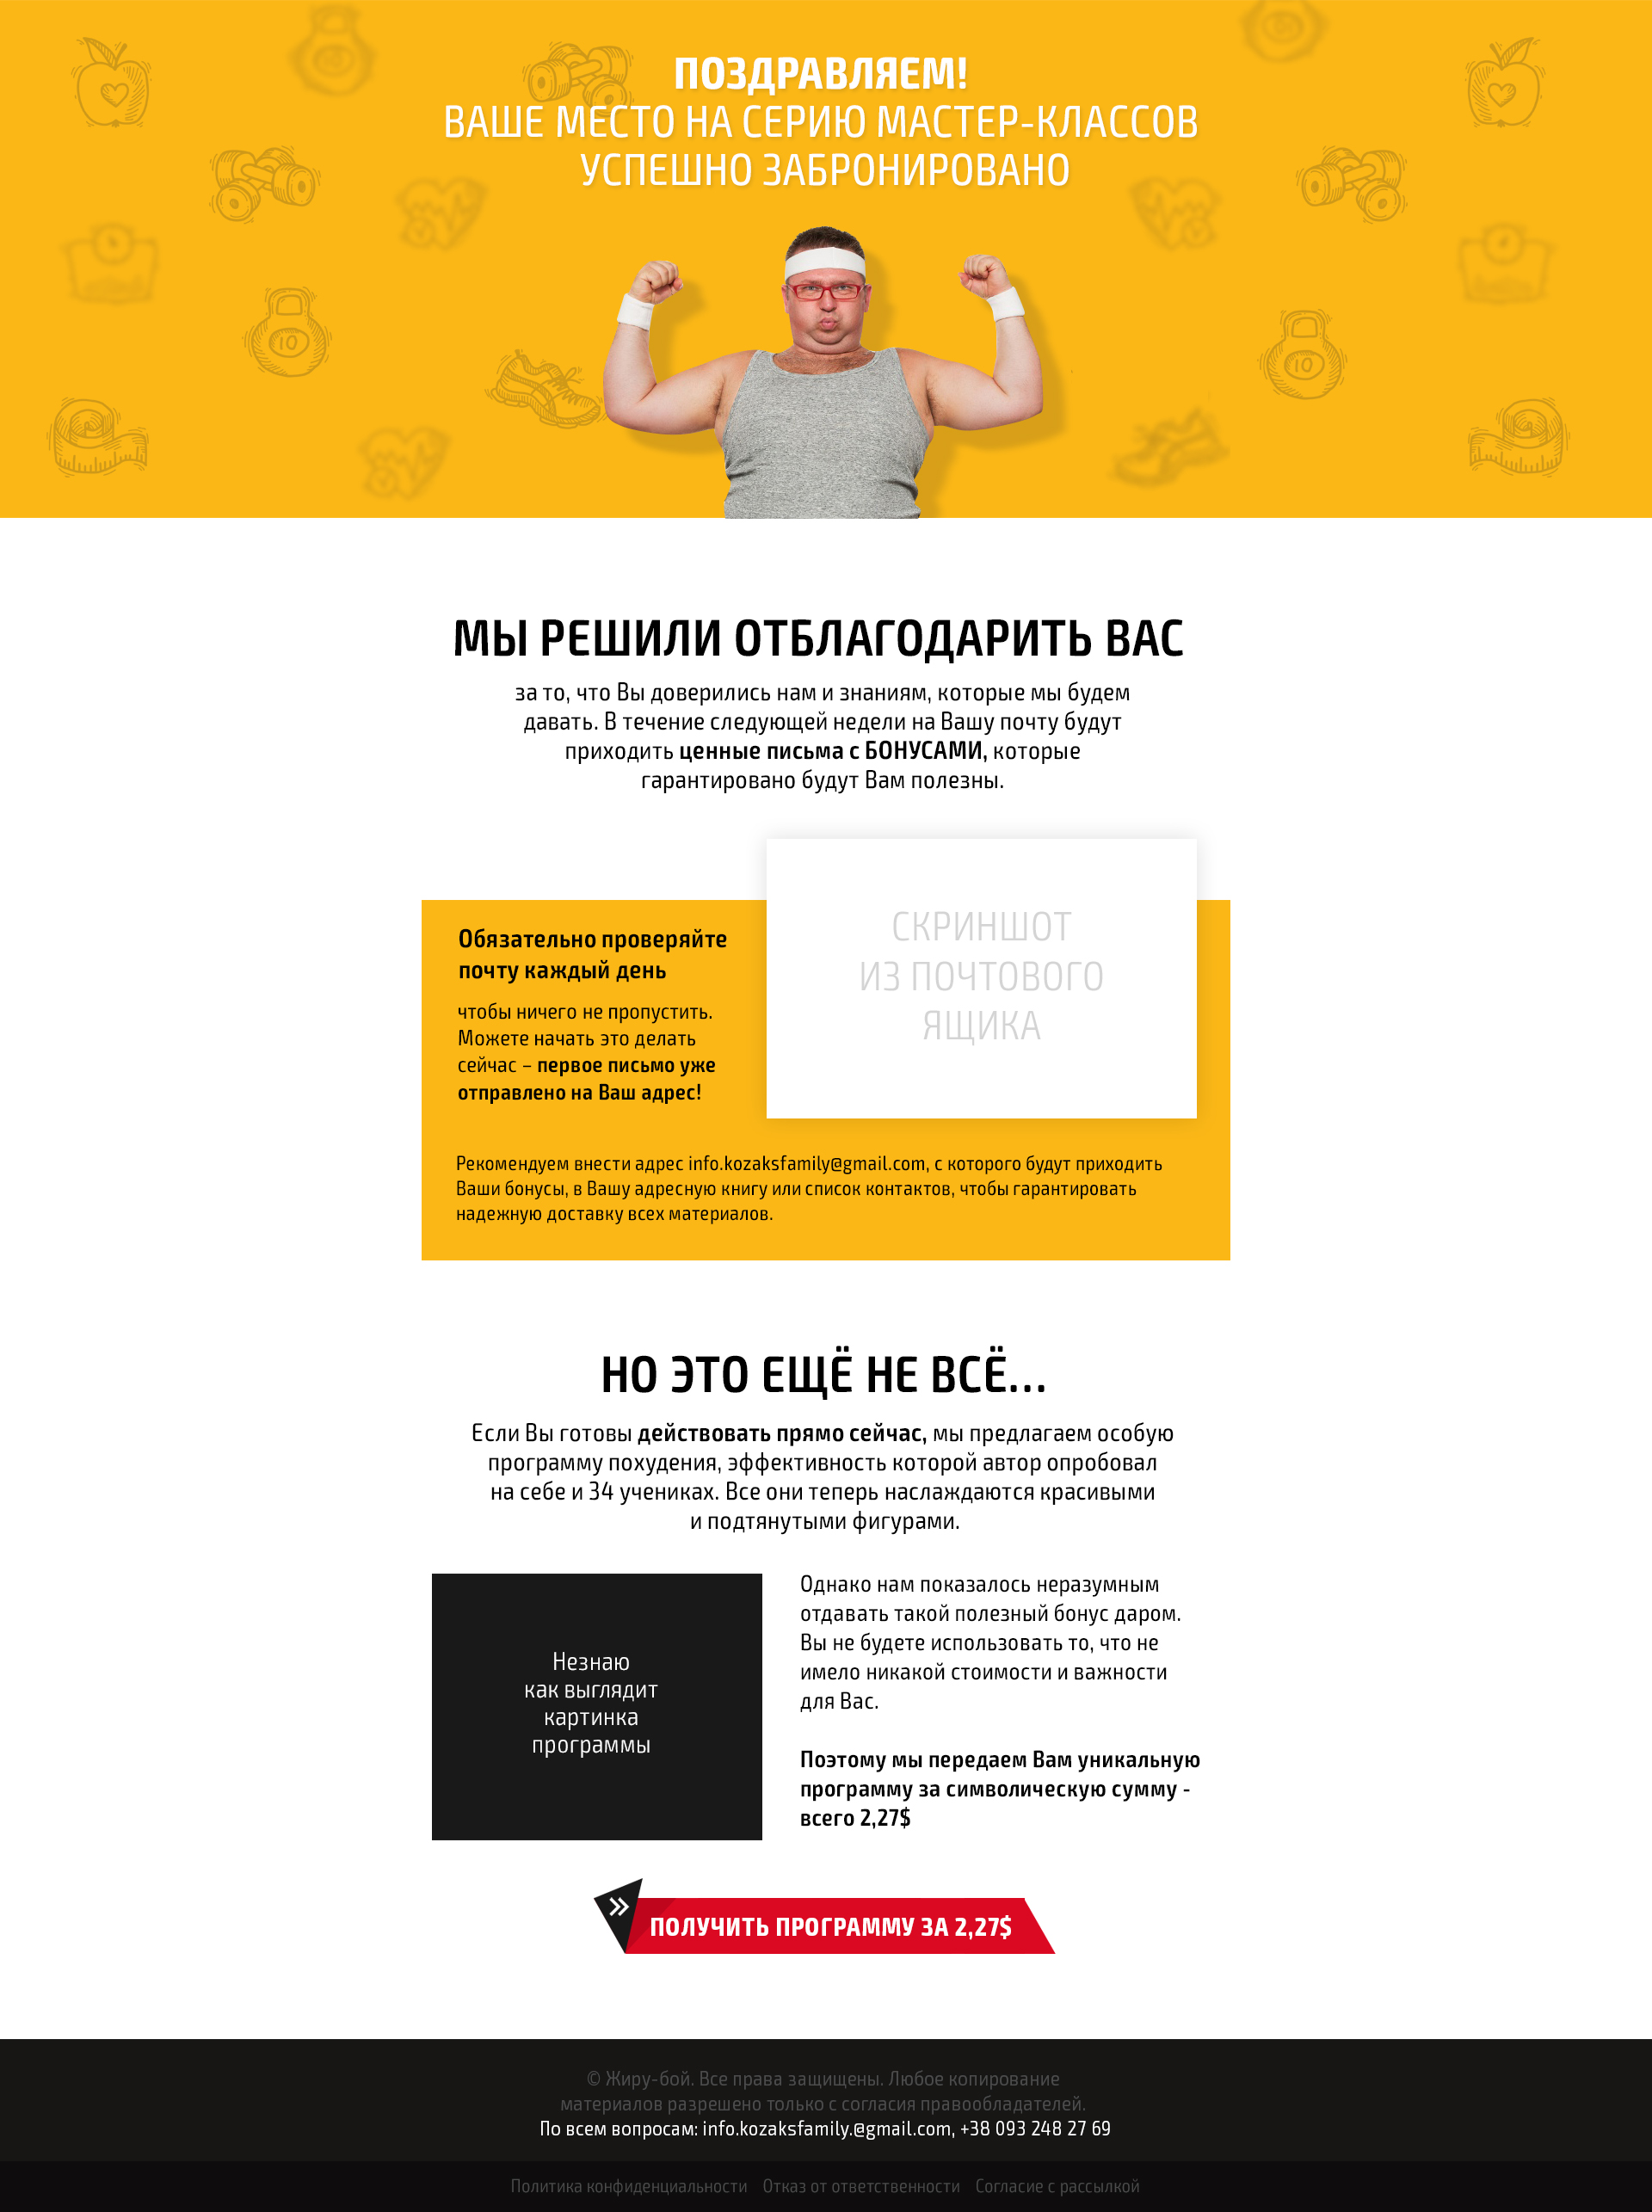 ПОЗДРАВЛЯЕМ!
ВАШЕ МЕСТО НА СЕРИЮ МАСТЕР-КЛАССОВ
УСПЕШНО ЗАБРОНИРОВАНО
10
10
10
МЫ РЕШИЛИ ОТБЛАГОДАРИТЬ ВАС
за то, что Вы доверились нам и знаниям, которые мы будем
давать. В течение следующей недели на Вашу почту будут
приходить ценные письма с БОНУСАМИ, которые
гарантировано будут Вам полезны.
Обязательно проверяйте
почту каждый день
чтобы ничего не пропустить.
Можете начать это делать
сейчас – первое письмо уже
отправлено на Ваш адрес!
СКРИНШОТ
ИЗ ПОЧТОВОГО
ЯЩИКА
Рекомендуем внести адрес info.kozaksfamily@gmail.com, с которого будут приходить
Ваши бонусы, в Вашу адресную книгу или список контактов, чтобы гарантировать
надежную доставку всех материалов.
НО ЭТО ЕЩЁ НЕ ВСЁ...
Если Вы готовы действовать прямо сейчас, мы предлагаем особую
программу похудения, эффективность которой автор опробовал
на себе и 34 учениках. Все они теперь наслаждаются красивыми
и подтянутыми фигурами.
Незнаю
как выглядит
картинка
программы
Однако нам показалось неразумным
отдавать такой полезный бонус даром.
Вы не будете использовать то, что не
имело никакой стоимости и важности
для Вас.
Поэтому мы передаем Вам уникальную
программу за символическую сумму -
всего 2,27$
ПОЛУЧИТЬ ПРОГРАММУ ЗА 2,27$
© Жиру-бой. Все права защищены. Любое копирование
материалов разрешено только с согласия правообладателей.
По всем вопросам: info.kozaksfamily.@gmail.com, +38 093 248 27 69
Политика конфиденциальности Отказ от ответственности Согласие с рассылкой